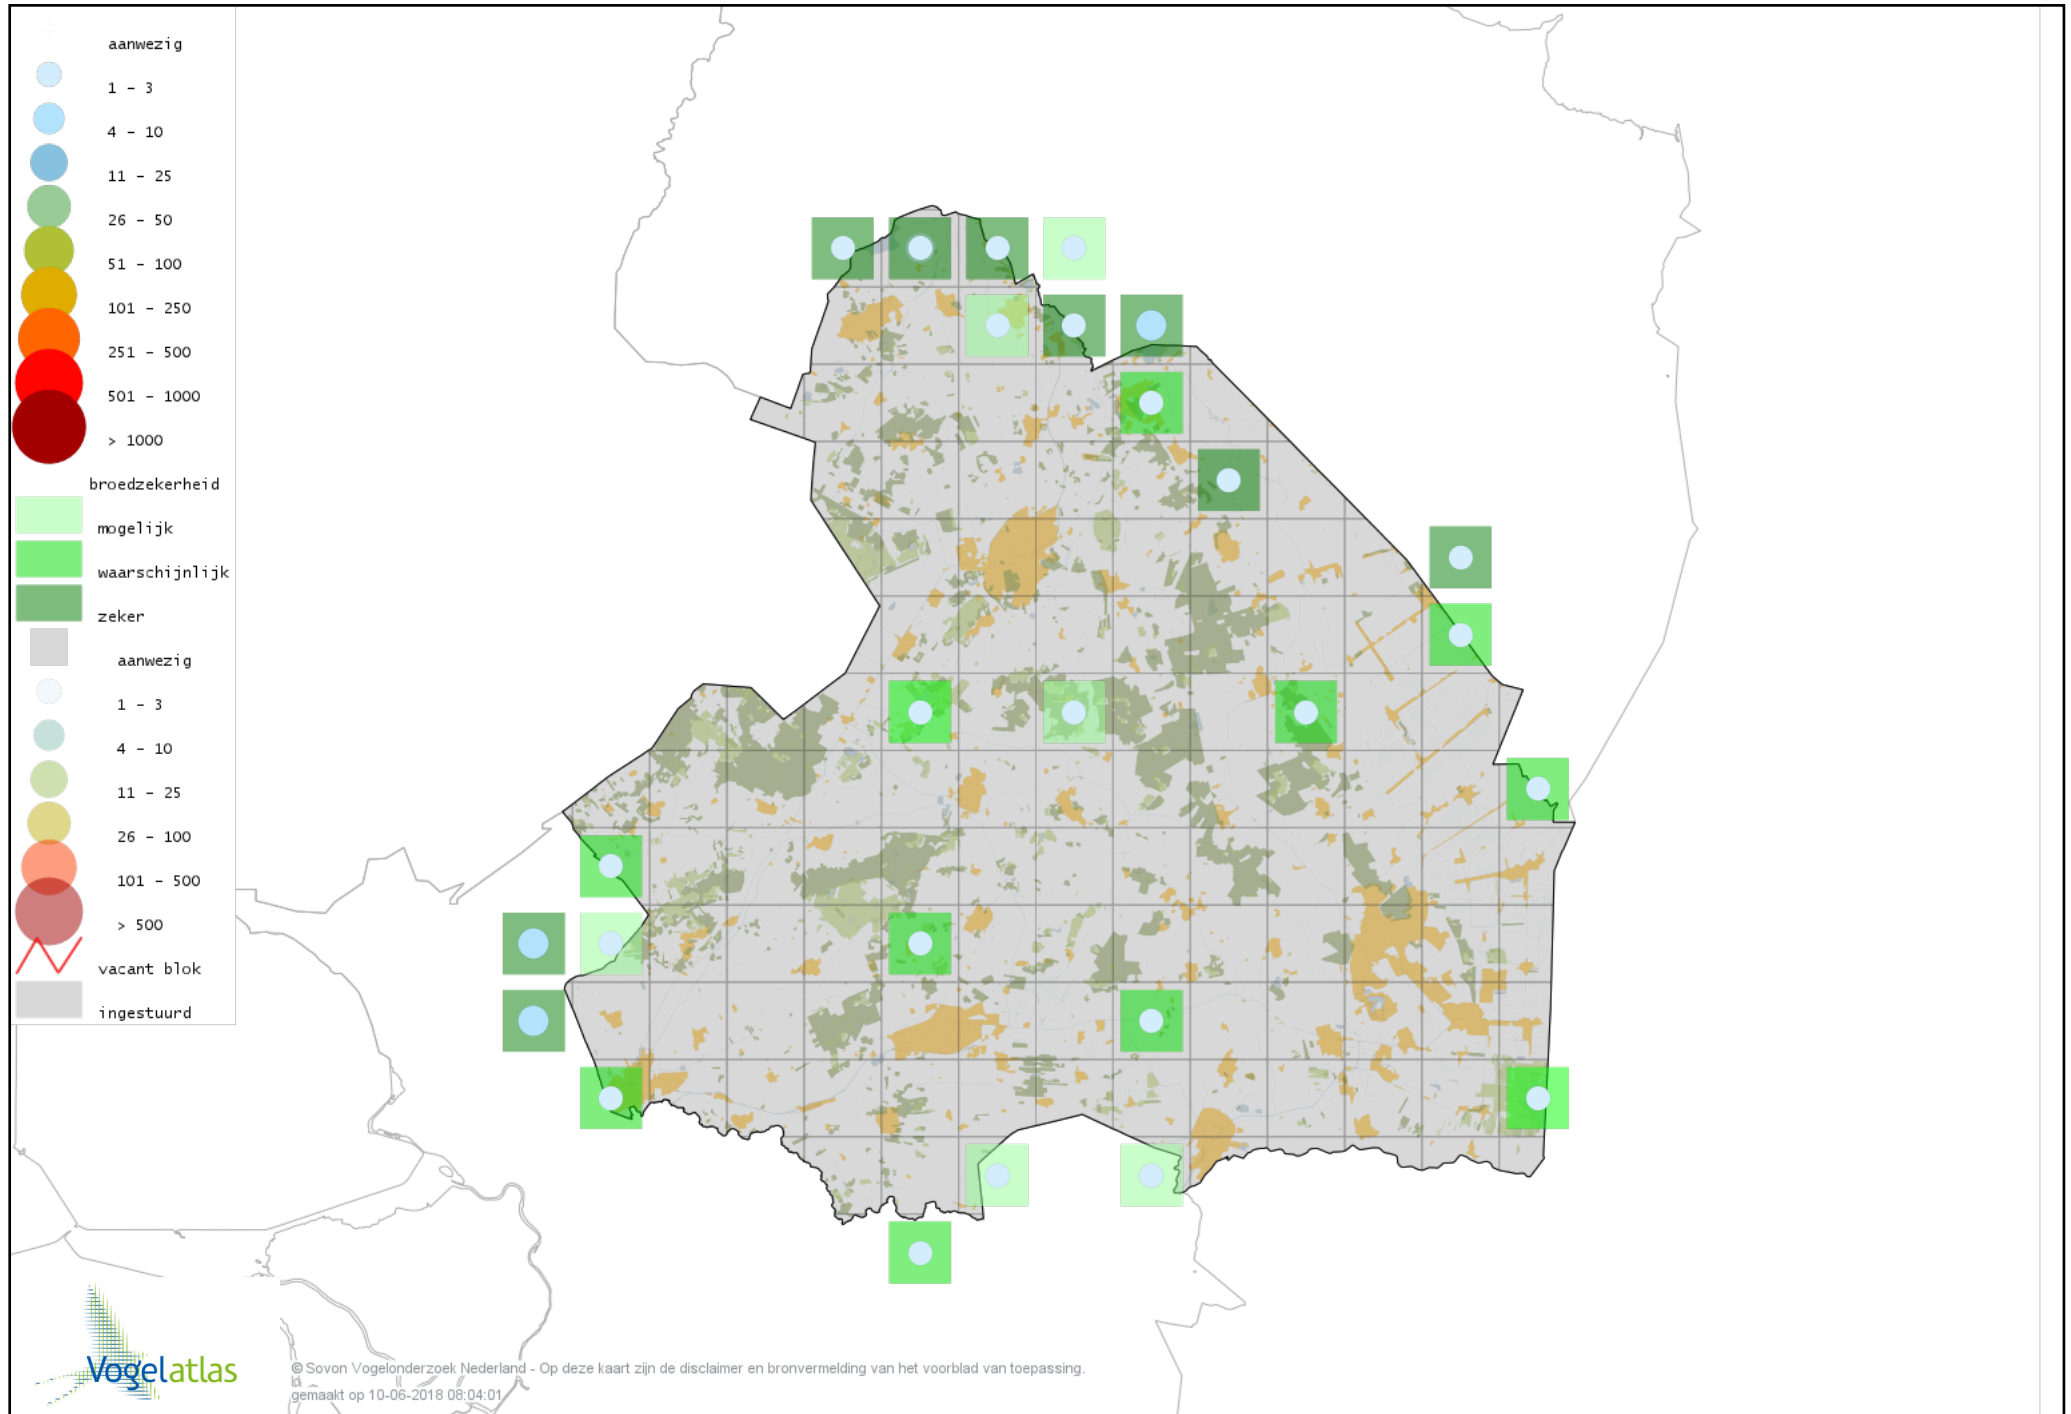 aanwezig
1 - 3
4 - 10
11 - 25
26 - 50
51 - 100
101 - 250
251 - 500
501 - 1000
> 1000
broedzekerheid
mogelijk
waarschijnlijk
zeker
aanwezig
1 - 3
4 - 10
11 - 25
26 - 100
101 - 500
> 500
vacant blok
ingestuurd
Vogelatlas
© Sovon Vogelonderzoek Nederland - Op deze kaart zijn de disclaimer en bronvermelding van het voorblad van toepassing.
gemaakt op 10-06-2018 08:04:01